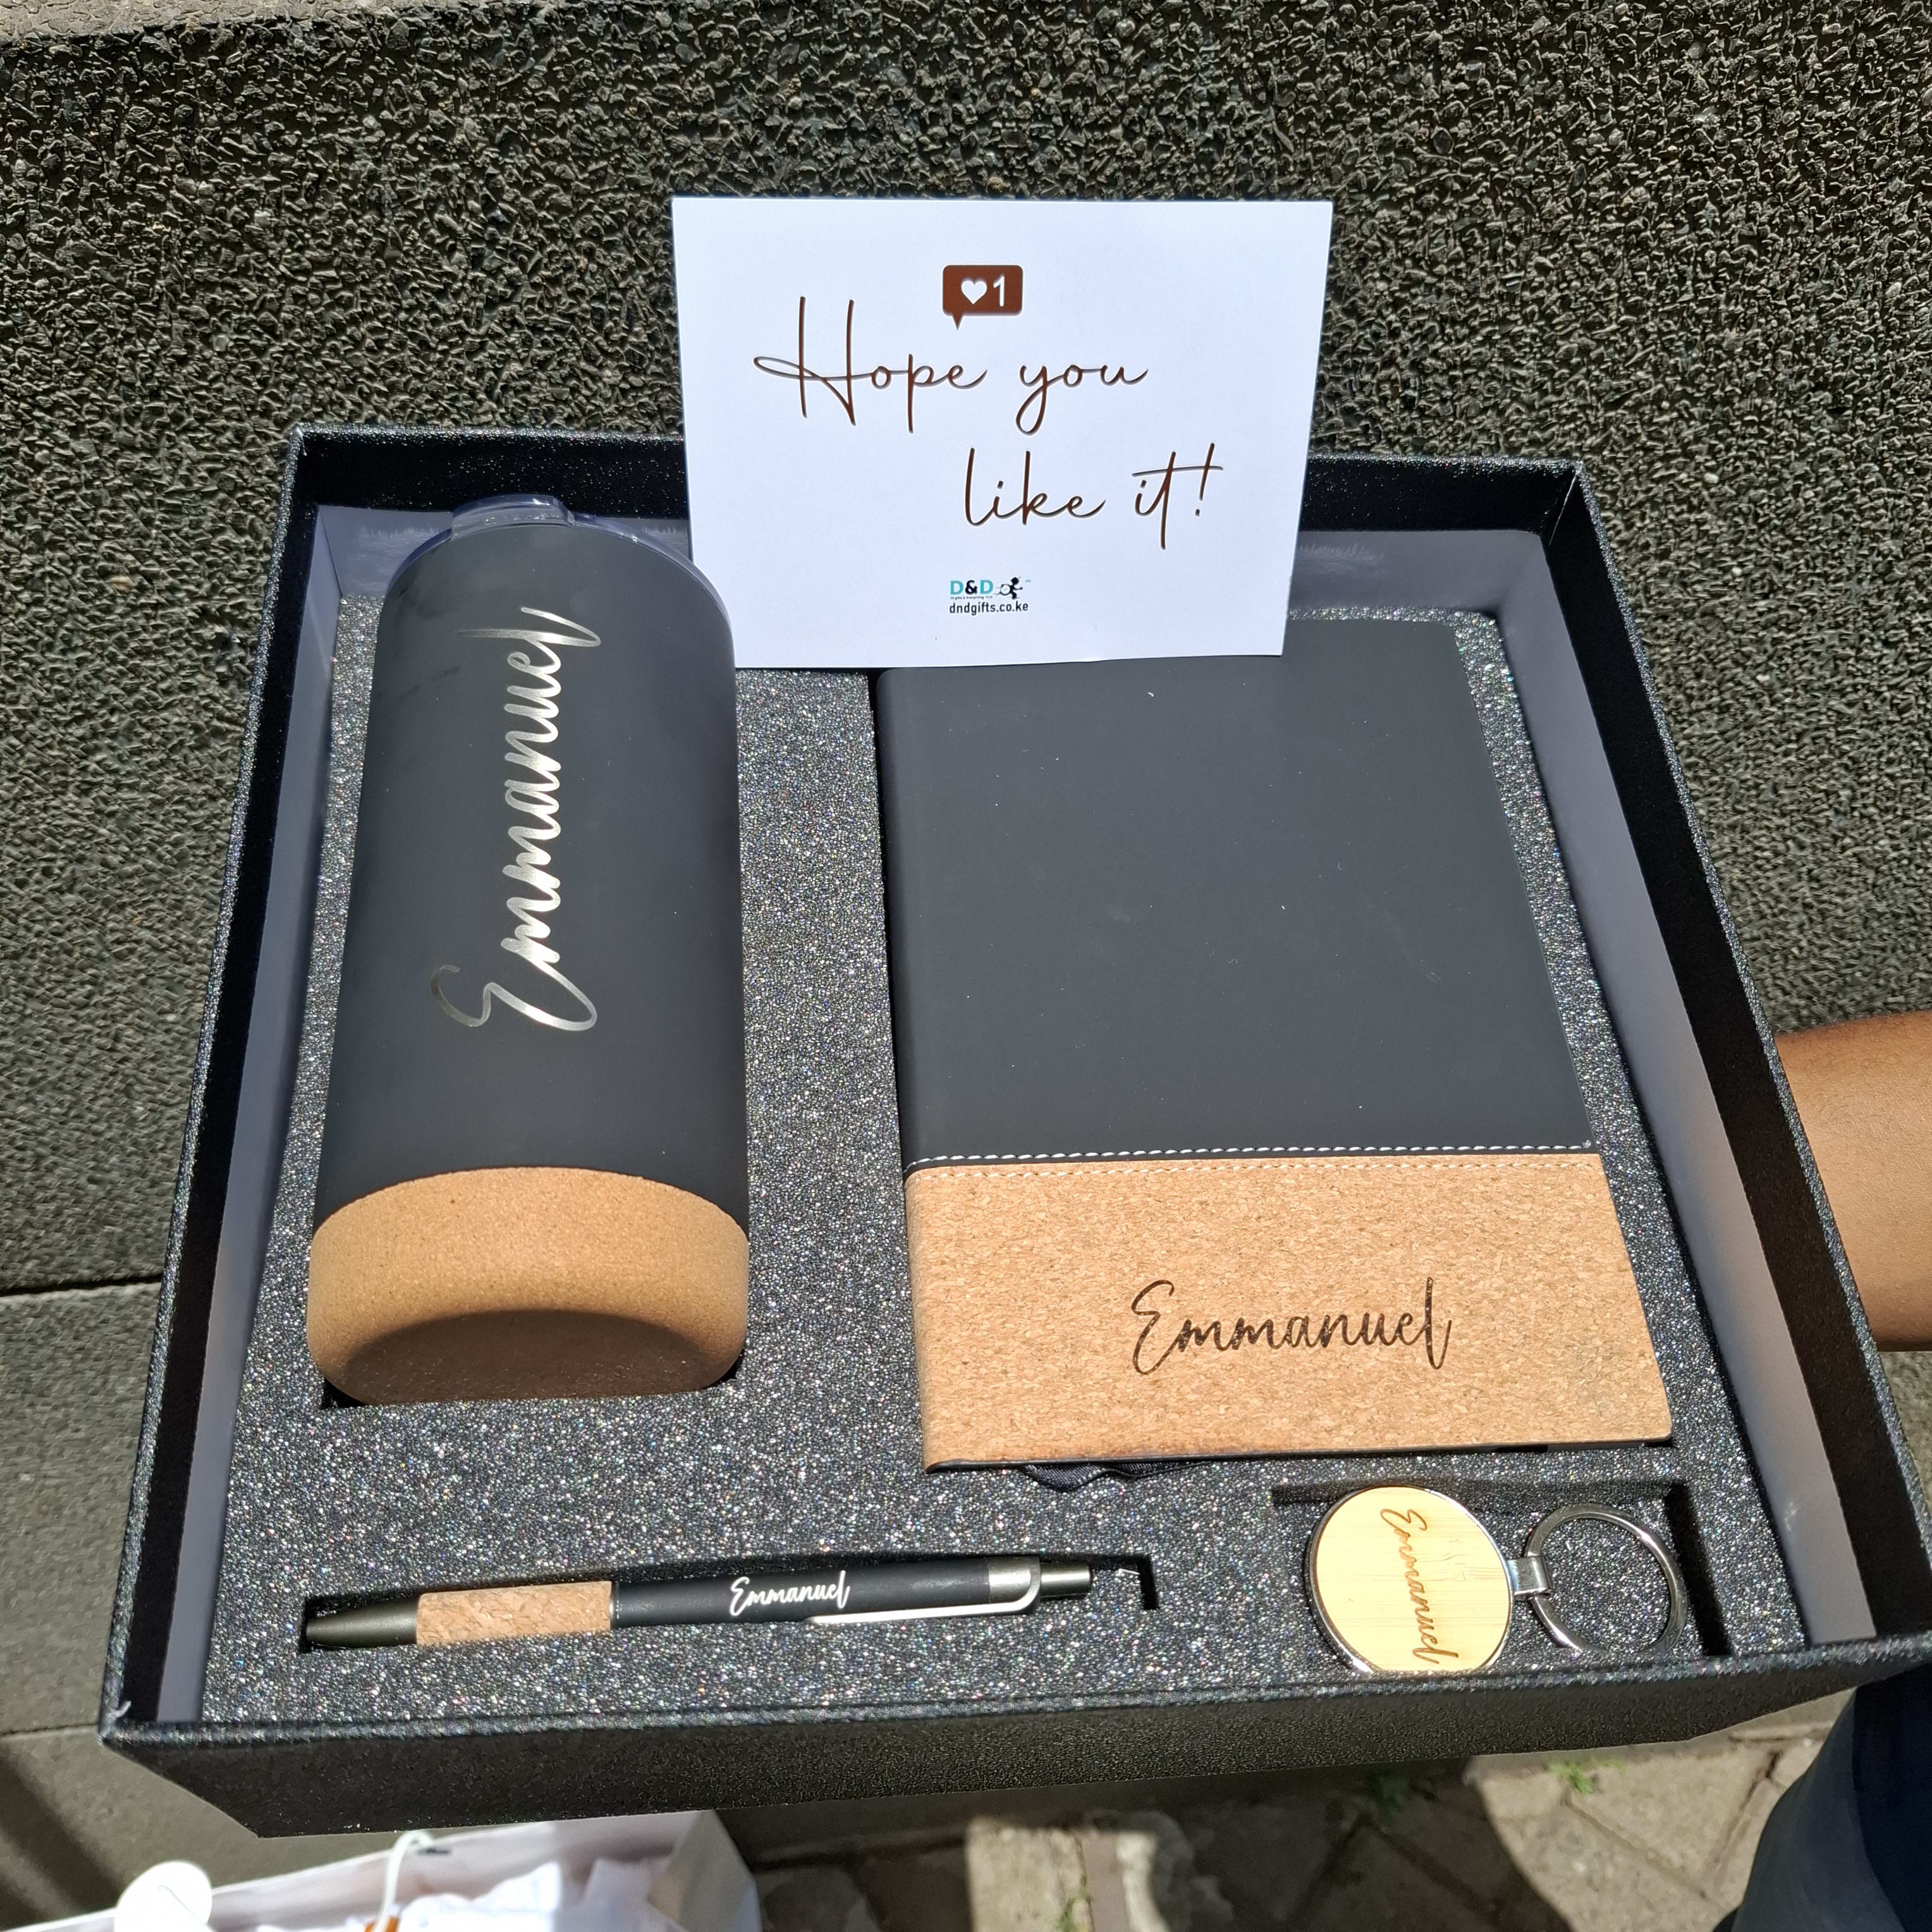 1
Hope you
like it!
D&D
dndgifts.co.ke
Emmanuel
Emmanuel
Emmanuel
Emmanuel